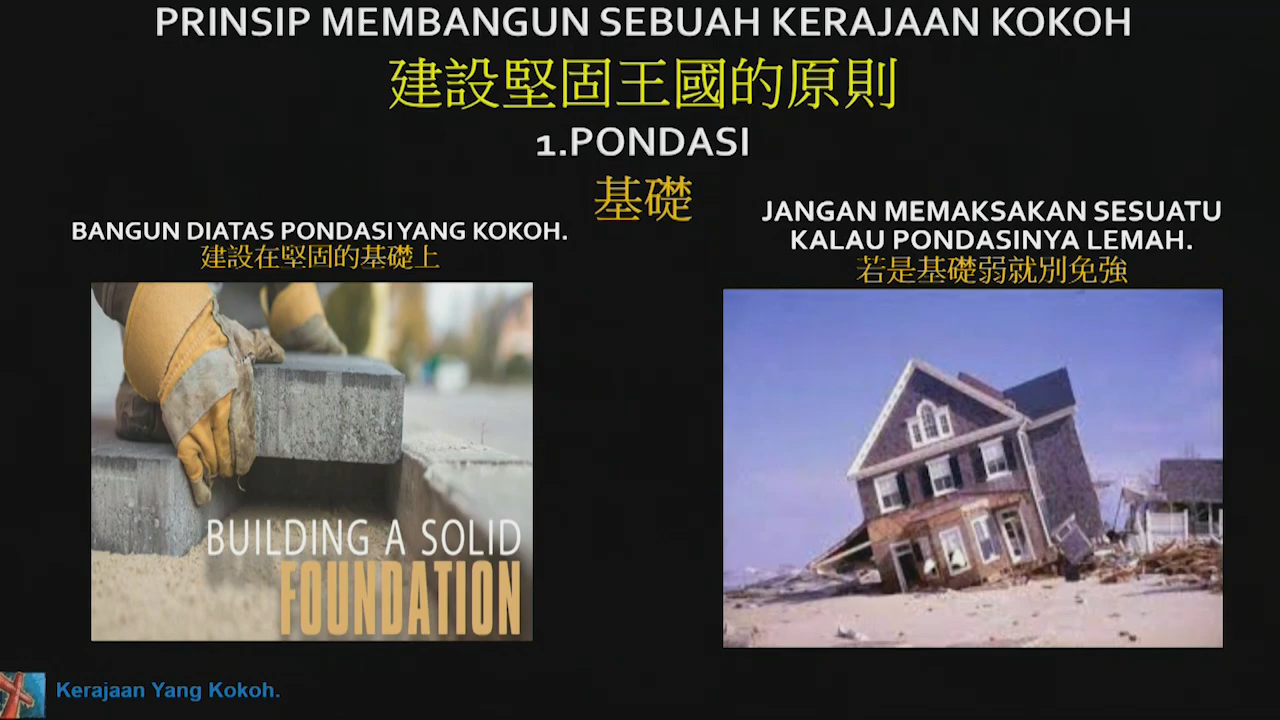 PRINSIP MEMBANGUN SEBUAH KERAJAAN KOKOH
建設堅固王國的原則
1.PONDASI
基礎
BANGUN DIATAS PONDASI YANG KOKOH.
建設在堅固的基礎上
JANGAN MEMAKSAKAN SESUATU
KALAU PONDASINYA LEMAH.
若是基礎弱就別免強
BUILDING A SOLID
FOUNDATION
Kerajaan Yang Kokoh.